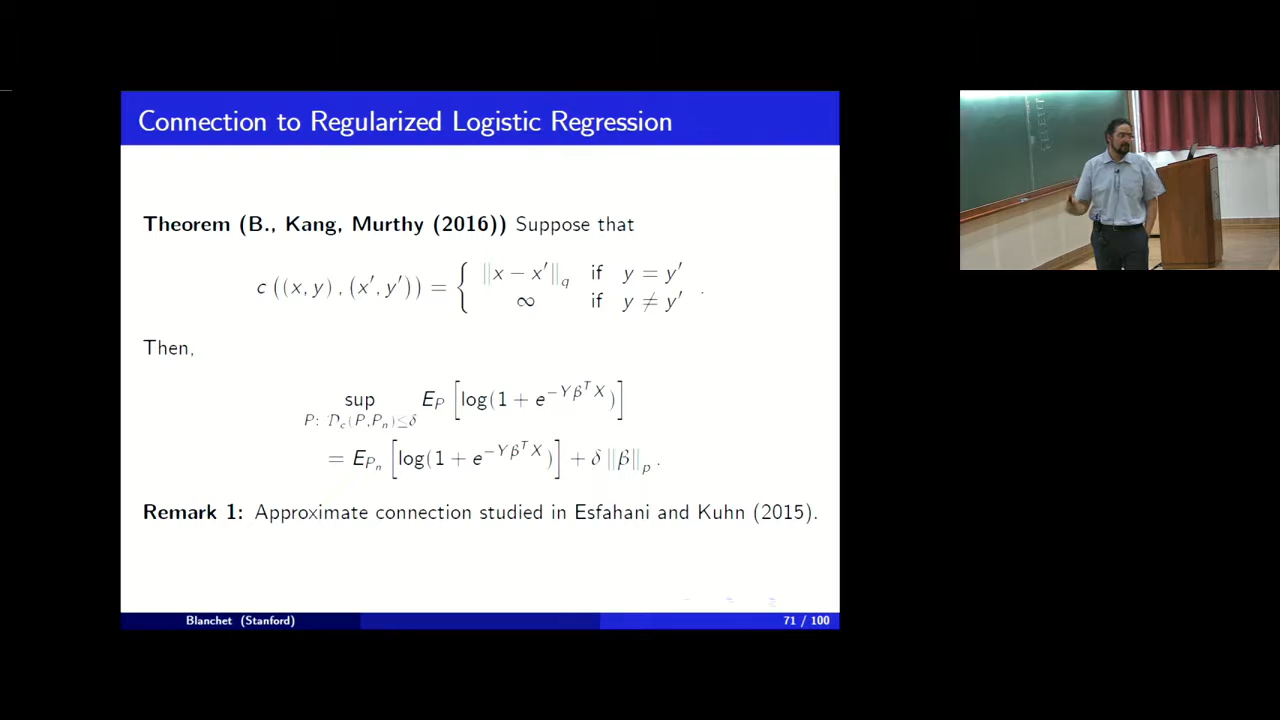 Connection to Regularized Logistic Regression
Theorem (B., Kang, Murthy (2016)) Suppose that
c ((x, y) , (x′, y′)) = { ‖x − x′‖_q if y = y′
∞ if y ≠ y′ .
Then,
sup_{P: D_c(P,P_n)≤δ} E_P [log(1 + e^{−Yβ^T X})]
= E_{P_n} [log(1 + e^{−Yβ^T X})] + δ ‖β‖_p .
Remark 1: Approximate connection studied in Esfahani and Kuhn (2015).
Blanchet (Stanford) 71 / 100